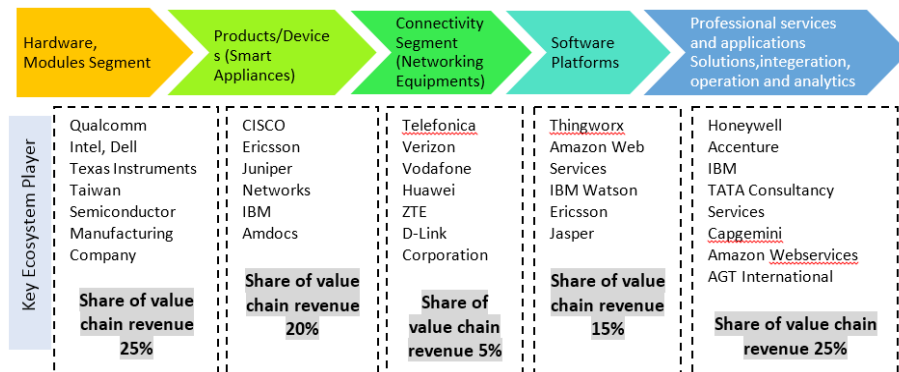 Hardware,
Modules Segment
Products/Device
s (Smart
Appliances)
Connectivity
Segment
(Networking
Equipments)
Software
Platforms
Professional services
and applications
Solutions,integeration,
operation and analytics
Key Ecosystem Player
Qualcomm
Intel, Dell
Texas Instruments
Taiwan
Semiconductor
Manufacturing
Company
Share of value
chain revenue
25%
CISCO
Ericsson
Juniper
Networks
IBM
Amdocs
Share of value
chain revenue
20%
Telefonica
Verizon
Vodafone
Huawei
ZTE
D-Link
Corporation
Share of
value chain
revenue 5%
Thingworx
Amazon Web
Services
IBM Watson
Ericsson
Jasper
Share of value
chain revenue
15%
Honeywell
Accenture
IBM
TATA Consultancy
Services
Capgemini
Amazon Webservices
AGT International
Share of value chain
revenue 25%